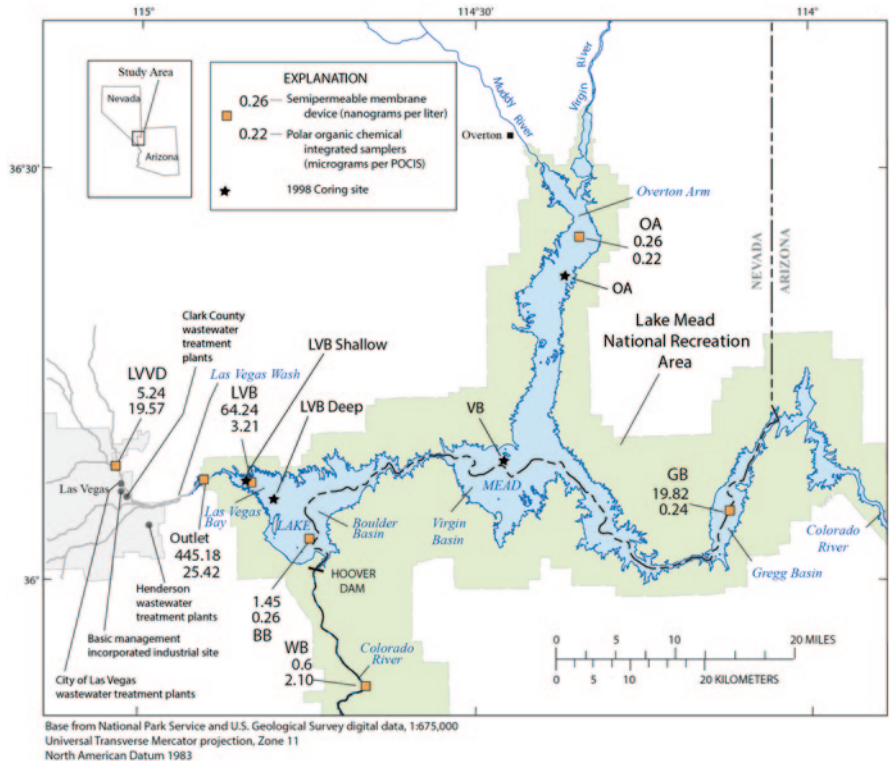 115°
114°30'
114°
Study Area
Nevada
Arizona
EXPLANATION
0.26
Semipermeable membrane
device (nanograms per liter)
0.22
Polar organic chemical
integrated samplers
(micrograms per POCIS)
1998 Coring site
Muddy River
Virgin River
Overton
36°30'
Overton Arm
OA
0.26
0.22
OA
NEVADA
ARIZONA
Lake Mead
National Recreation
Area
Clark County
wastewater
treatment
plants
LVVD
5.24
19.57
Las Vegas Wash
LVB Shallow
LVB
64.24
3.21
LVB Deep
VB
GB
19.82
0.24
Las Vegas
Las Vegas
Bay
LAKE
MEAD
Boulder
Basin
Virgin
Basin
Colorado
River
Gregg Basin
Outlet
445.18
25.42
36°
HOOVER
DAM
Henderson
wastewater
treatment plants
1.45
0.26
BB
Basic management
incorporated industrial site
WB
0.6
2.10
Colorado
River
City of Las Vegas
wastewater treatment plants
0 5 10 20 MILES
0 5 10 20 KILOMETERS
Base from National Park Service and U.S. Geological Survey digital data, 1:675,000
Universal Transverse Mercator projection, Zone 11
North American Datum 1983